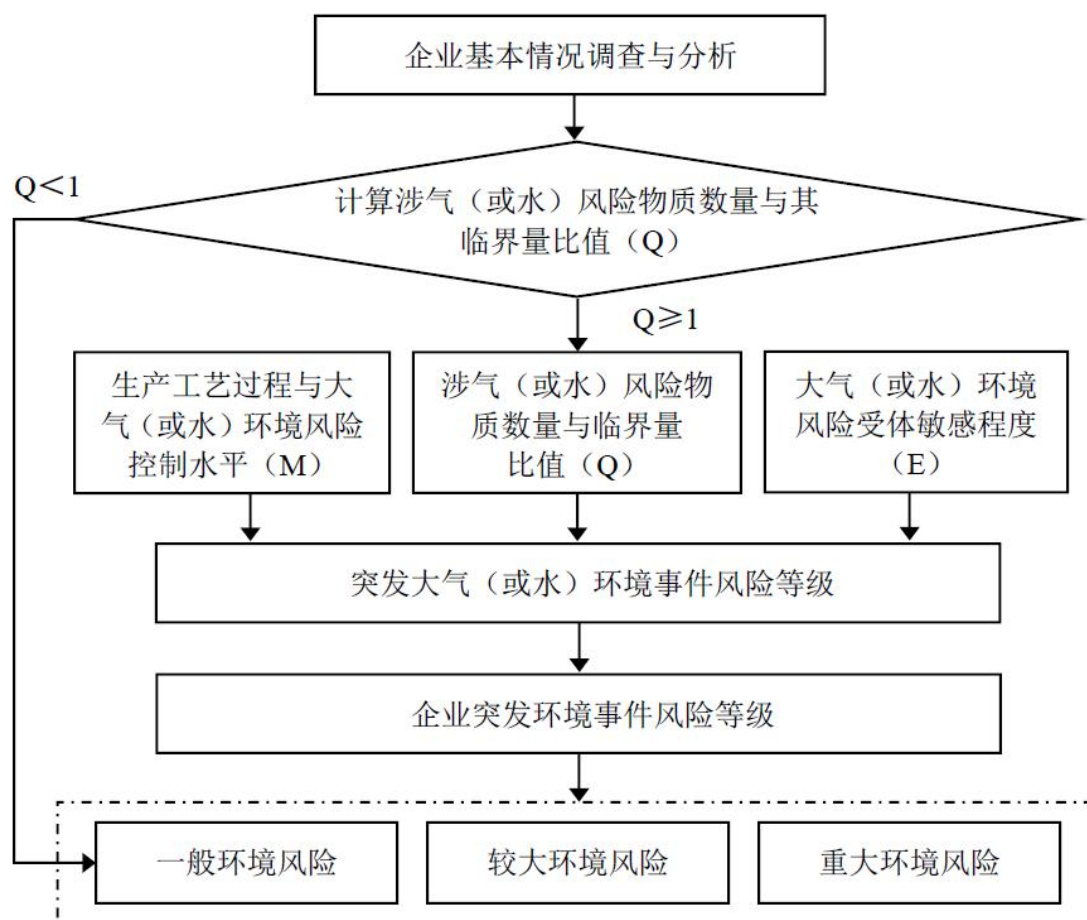 企业基本情况调查与分析
Q＜1
计算涉气（或水）风险物质数量与其
临界量比值（Q）
Q≥1
生产工艺过程与大
气（或水）环境风险
控制水平（M）
涉气（或水）风险物
质数量与临界量
比值（Q）
大气（或水）环境
风险受体敏感程度
（E）
突发大气（或水）环境事件风险等级
企业突发环境事件风险等级
一般环境风险
较大环境风险
重大环境风险